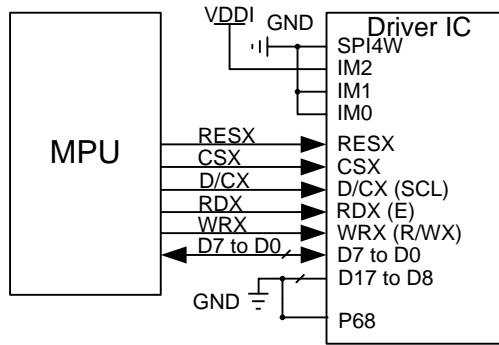 VDDI
GND
Driver IC
SPI4W
IM2
IM1
IM0
MPU
RESX
RESX
CSX
CSX
D/CX
D/CX (SCL)
RDX
RDX (E)
WRX
WRX (R/WX)
D7 to D0
D7 to D0
D17 to D8
GND
P68